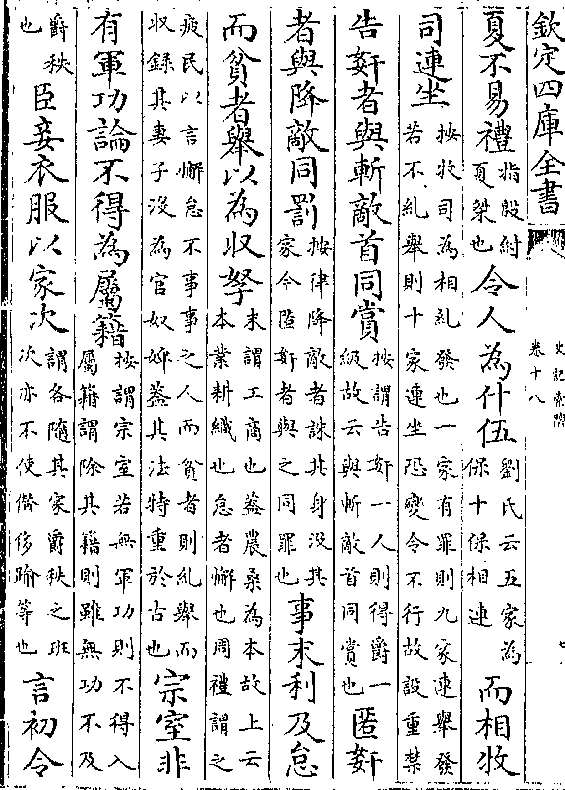 欽定四庫全書
史記索隱
卷十八
夏不易禮指殷紂夏桀也令人為什伍劉氏云五家為保十保相連而相牧
司連坐按牧司為相糺發也一家有罪則九家連舉發若不糺舉則十家連坐恐變令不行故設重禁
告姧者與斬敵首同賞按謂告姧一人則得爵一級故云與斬敵首同賞也匿姧
者與降敵同罰按律降敵者誅其身没其家今匿姧者與之同罪也事末利及怠
而貧者舉以為收孥末謂工商也蓋農桑為本故上云本業耕織也怠者懈也周禮謂之
疲民以言懈怠不事事之人而貧者則糺舉而收錄其妻子没為官奴婢蓋其法特重於古也宗室非
有軍功論不得為屬籍按謂宗室若無軍功則不得入屬籍謂除其籍則雖無功不及
爵秩也臣妾衣服以家次謂各隨其家爵秩之班次亦不使僭侈踰等也言初令